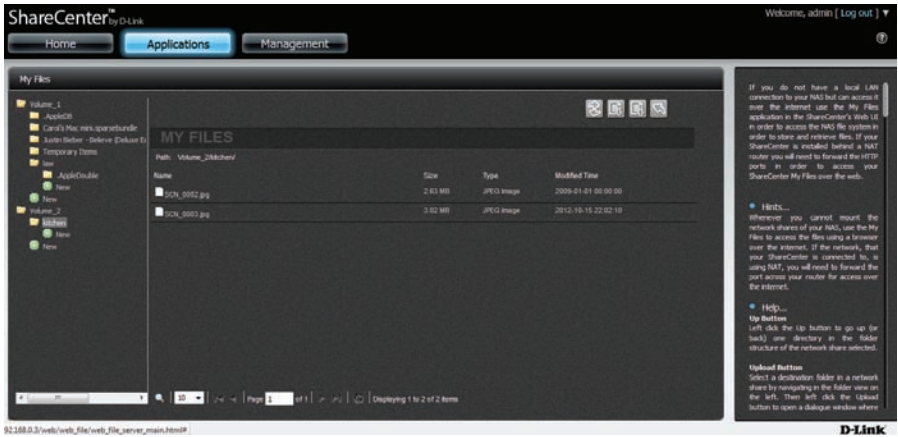 ShareCenter™ by D-Link
Welcome, admin [ Log out ] ▼
Home
Applications
Management
My Files
Volume_1
.AppleDB
Carol's Mac mini.sparsebundle
Justin Bieber - Believe (Deluxe E
Temporary Items
law
.AppleDouble
New
New
Volume_2
kitchen
New
New
MY FILES
Path: Volume_2/kitchen/
Name Size Type Modified Time
SCN_0002.jpg 2.63 MB JPEG Image 2009-01-01 00:00:00
SCN_0003.jpg 3.82 MB JPEG Image 2012-10-15 22:02:10
10 Page 1 of 1 Displaying 1 to 2 of 2 items
If you do not have a local LAN
connection to your NAS but can access it
over the internet use the My Files
application in the ShareCenter's Web UI
in order to access the NAS file system in
order to store and retrieve files. If your
ShareCenter is installed behind a NAT
router you will need to forward the HTTP
ports in order to access your
ShareCenter My Files over the web.
Hints...
Whenever you cannot mount the
network shares of your NAS, use the My
Files to access the files using a browser
over the internet. If the network, that
your ShareCenter is connected to, is
using NAT, you will need to forward the
port across your router for access over
the internet.
Help...
Up Button
Left click the Up button to go up (or
back) one directory in the folder
structure of the network share selected.
Upload Button
Select a destination folder in a network
share by navigating in the folder view on
the left. Then left click the Upload
button to open a dialogue window where
92.168.0.3/web/web_file/web_file_server_main.html#
D-Link